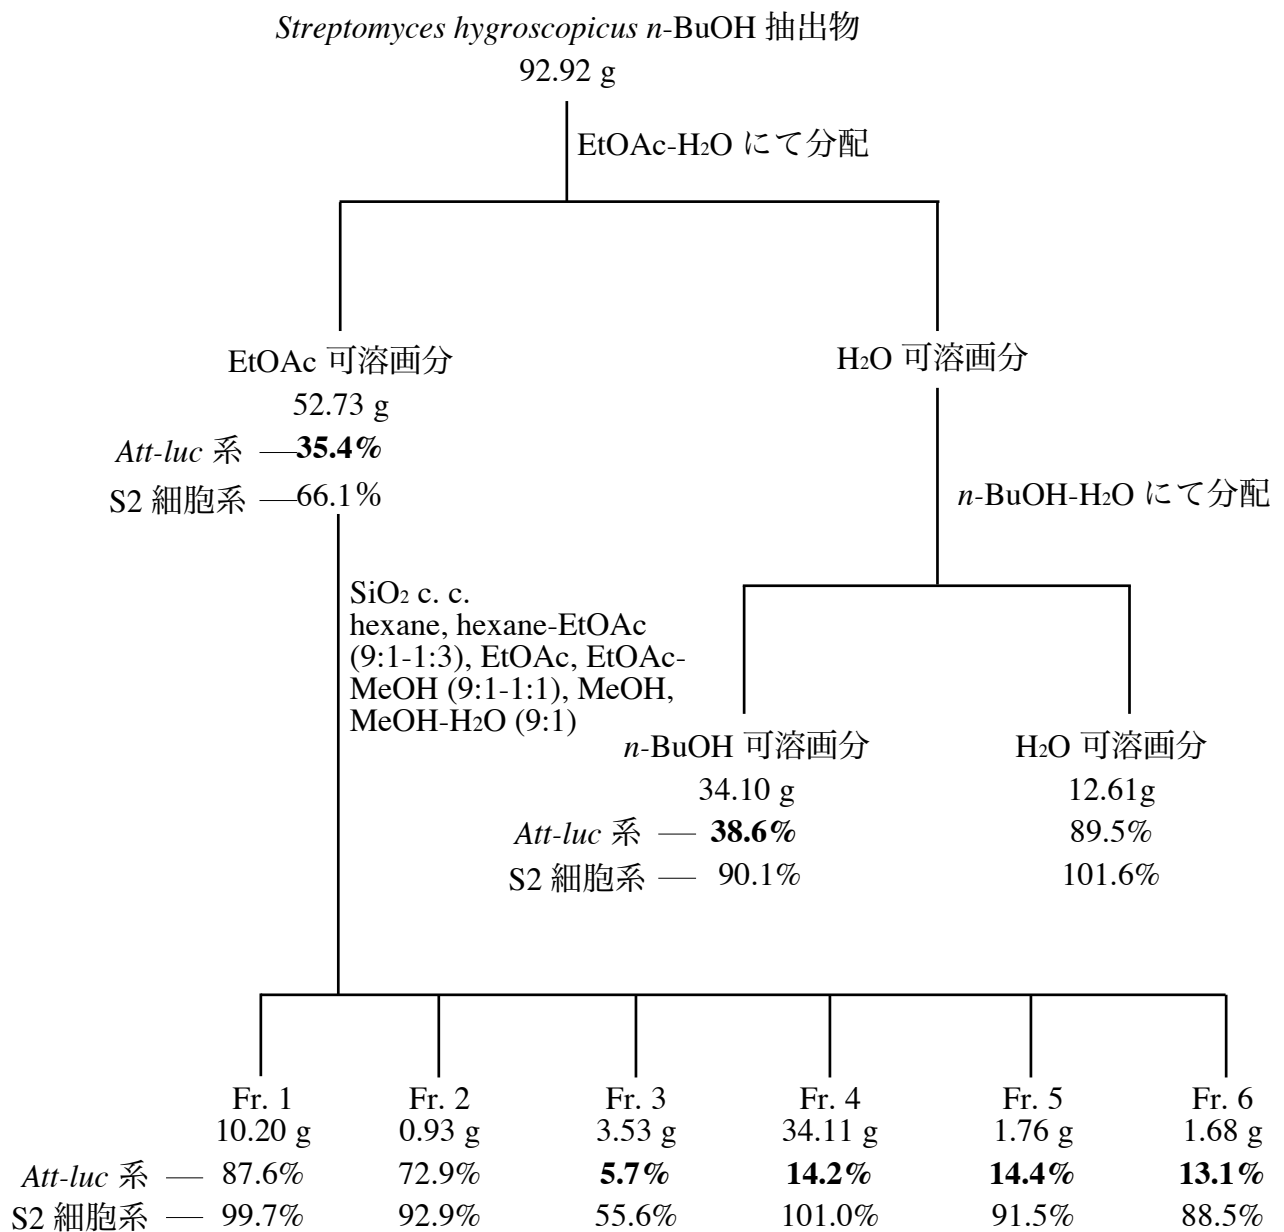 Streptomyces hygroscopicus n-BuOH 抽出物
92.92 g
EtOAc-H2O にて分配
EtOAc 可溶画分
52.73 g
Att-luc 系 — 35.4%
S2 細胞系 — 66.1%
H2O 可溶画分
n-BuOH-H2O にて分配
SiO2 c. c.
hexane, hexane-EtOAc
(9:1-1:3), EtOAc, EtOAc-
MeOH (9:1-1:1), MeOH,
MeOH-H2O (9:1)
n-BuOH 可溶画分 H2O 可溶画分
34.10 g 12.61g
Att-luc 系 — 38.6% 89.5%
S2 細胞系 — 90.1% 101.6%
Fr. 1 Fr. 2 Fr. 3 Fr. 4 Fr. 5 Fr. 6
10.20 g 0.93 g 3.53 g 34.11 g 1.76 g 1.68 g
Att-luc 系 — 87.6% 72.9% 5.7% 14.2% 14.4% 13.1%
S2 細胞系 — 99.7% 92.9% 55.6% 101.0% 91.5% 88.5%